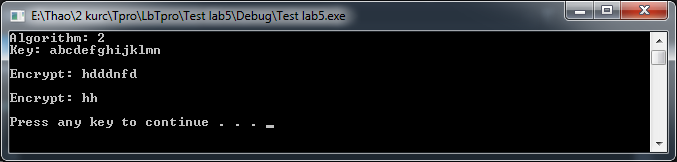 E:\Thao\2 kurc\Tpro\LbTpro\Test lab5\Debug\Test lab5.exe
Algorithm: 2
Key: abcdefghijklmn
Encrypt: hdddnfd
Encrypt: hh
Press any key to continue . . . _